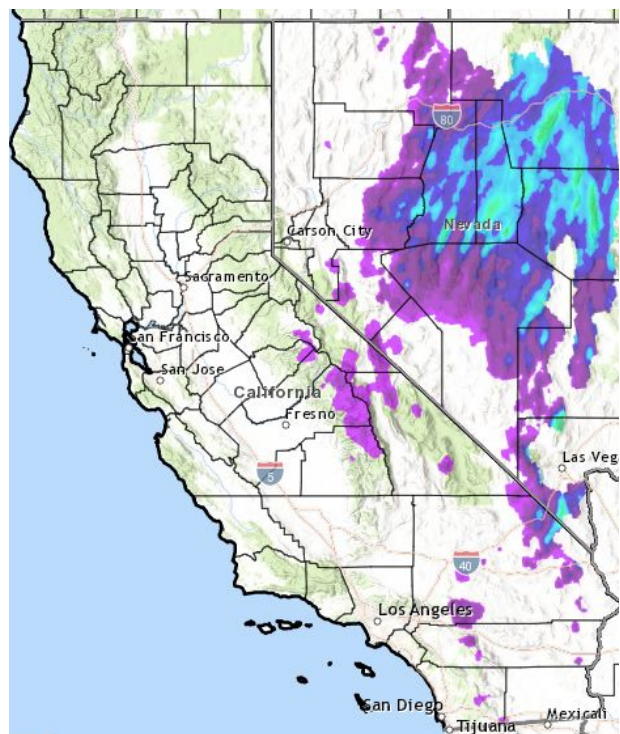 80
Nevada
Carson City
Sacramento
San Francisco
San Jose
California
Fresno
5
Las Vega
40
Los Angeles
San Diego
Mexicali
Tijuana